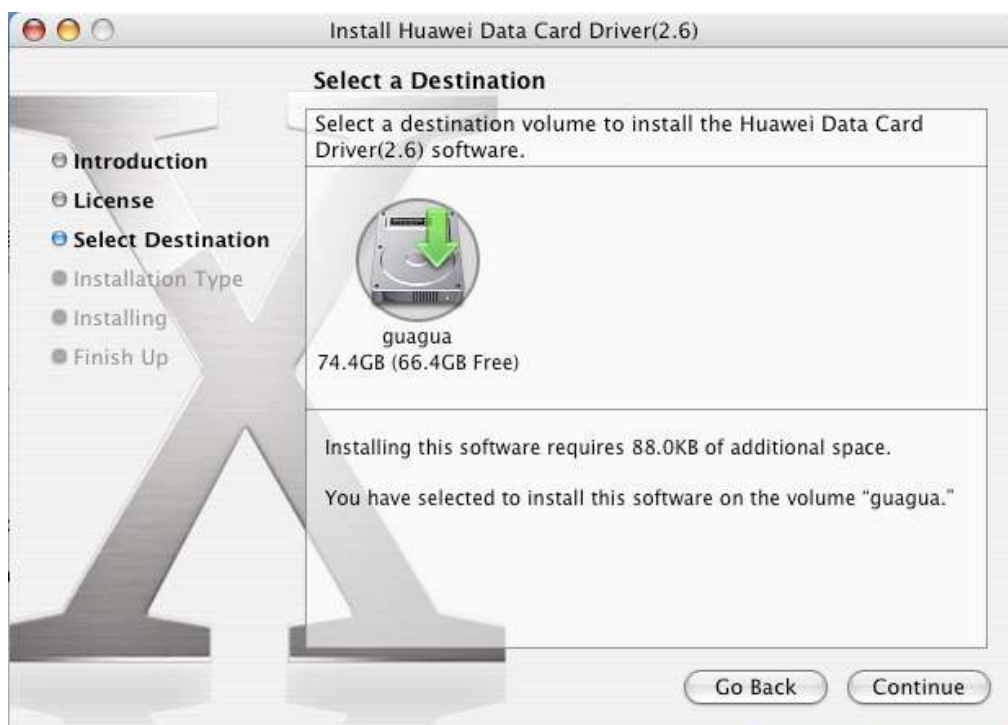 Install Huawei Data Card Driver(2.6)
Select a Destination
Introduction
License
Select Destination
Installation Type
Installing
Finish Up
Select a destination volume to install the Huawei Data Card
Driver(2.6) software.
guagua
74.4GB (66.4GB Free)
Installing this software requires 88.0KB of additional space.
You have selected to install this software on the volume “guagua.”
Go Back
Continue